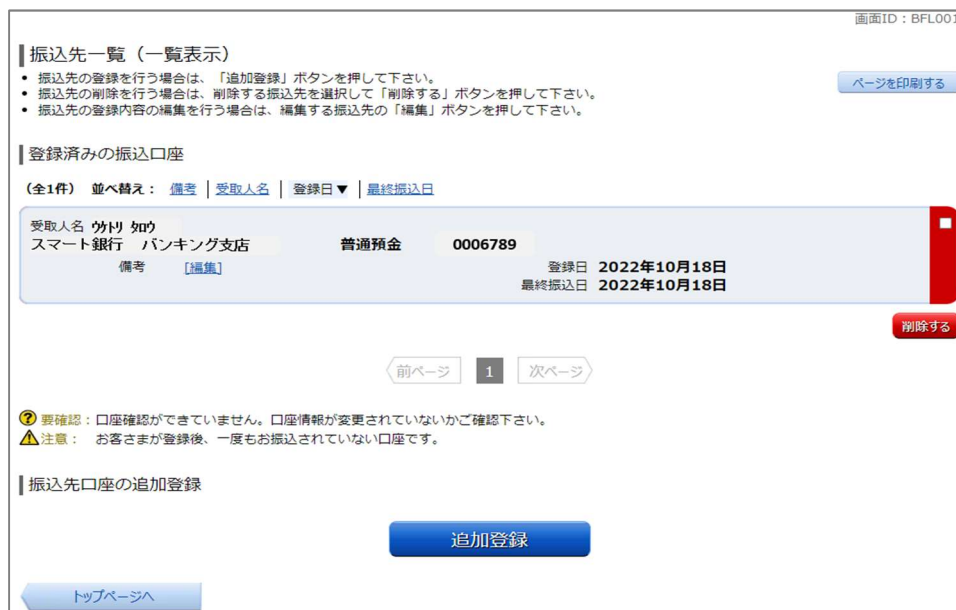 画面ID：BFL001
振込先一覧（一覧表示）
• 振込先の登録を行う場合は、「追加登録」ボタンを押して下さい。
• 振込先の削除を行う場合は、削除する振込先を選択して「削除する」ボタンを押して下さい。
• 振込先の登録内容の編集を行う場合は、編集する振込先の「編集」ボタンを押して下さい。
ページを印刷する
登録済みの振込口座
（全1件） 並べ替え： 備考 | 受取人名 | 登録日▼ | 最終振込日
受取人名 ｳｹﾄﾘ ﾀﾛｳ
スマート銀行 バンキング支店 普通預金 0006789
備考 [編集]
登録日 2022年10月18日
最終振込日 2022年10月18日
削除する
前ページ 1 次ページ
? 要確認：口座確認ができていません。口座情報が変更されていないかご確認下さい。
⚠注意： お客さまが登録後、一度もお振込されていない口座です。
振込先口座の追加登録
追加登録
トップページへ